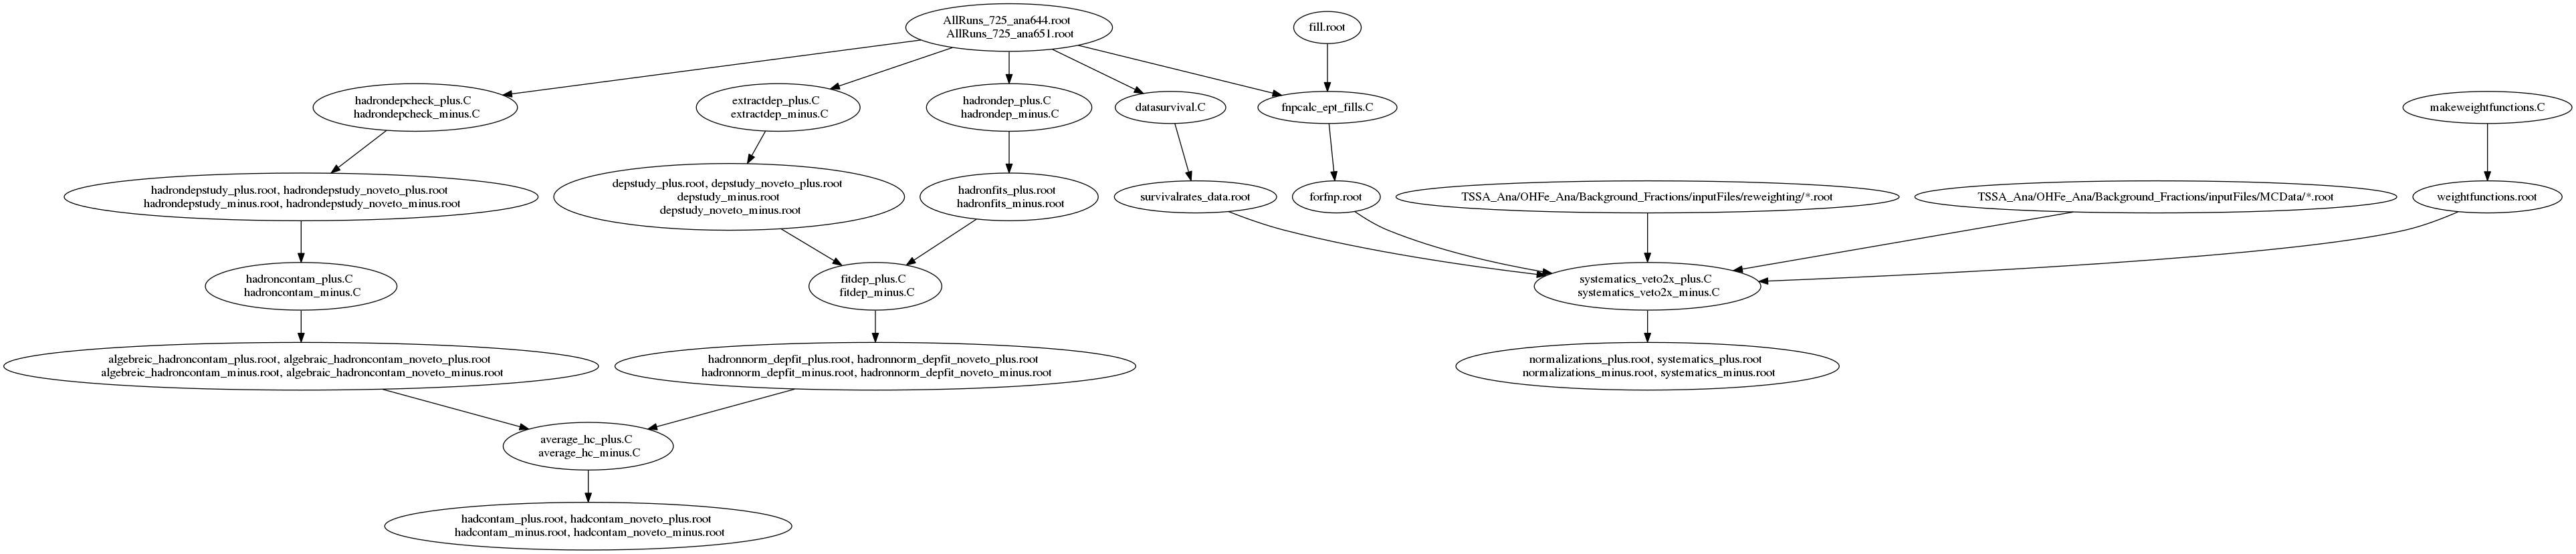 AllRuns_725_ana644.root
AllRuns_725_ana651.root
fill.root
hadrondepcheck_plus.C
hadrondepcheck_minus.C
extractdep_plus.C
extractdep_minus.C
hadrondep_plus.C
hadrondep_minus.C
datasurvival.C
fnpcalc_ept_fills.C
makeweightfunctions.C
hadrondepstudy_plus.root, hadrondepstudy_noveto_plus.root
hadrondepstudy_minus.root, hadrondepstudy_noveto_minus.root
depstudy_plus.root, depstudy_noveto_plus.root
depstudy_minus.root
depstudy_noveto_minus.root
hadronfits_plus.root
hadronfits_minus.root
survivalrates_data.root
forfnp.root
TSSA_Ana/OHFe_Ana/Background_Fractions/inputFiles/reweighting/*.root
TSSA_Ana/OHFe_Ana/Background_Fractions/inputFiles/MCData/*.root
weightfunctions.root
hadroncontam_plus.C
hadroncontam_minus.C
fitdep_plus.C
fitdep_minus.C
systematics_veto2x_plus.C
systematics_veto2x_minus.C
algebreic_hadroncontam_plus.root, algebraic_hadroncontam_noveto_plus.root
algebreic_hadroncontam_minus.root, algebraic_hadroncontam_noveto_minus.root
hadronnorm_depfit_plus.root, hadronnorm_depfit_noveto_plus.root
hadronnorm_depfit_minus.root, hadronnorm_depfit_noveto_minus.root
normalizations_plus.root, systematics_plus.root
normalizations_minus.root, systematics_minus.root
average_hc_plus.C
average_hc_minus.C
hadcontam_plus.root, hadcontam_noveto_plus.root
hadcontam_minus.root, hadcontam_noveto_minus.root